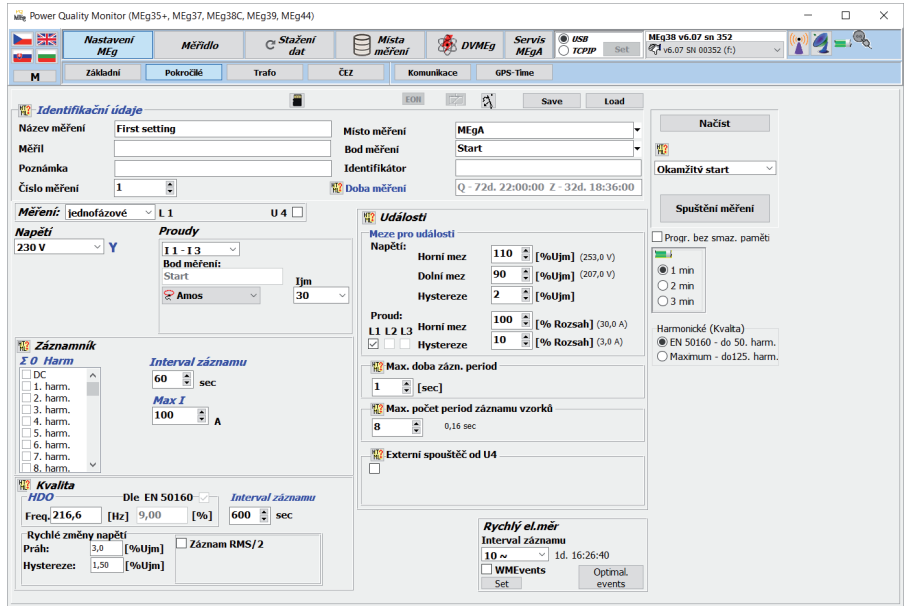 Power Quality Monitor (MEg35+, MEg37, MEg38C, MEg39, MEg44)
Nastavení MEg
Měřidlo
Stažení dat
Místa měření
DVMEg
Servis MEgA
USB
TCPIP
Set
MEg38 v6.07 sn 352
v6.07 SN 00352 (f:)
M
Základní
Pokročilé
Trafo
ČEZ
Komunikace
GPS-Time
EON
Save
Load
Identifikační údaje
Název měření First setting
Měřil
Poznámka
Číslo měření 1
Místo měření MEgA
Bod měření Start
Identifikátor
Doba měření Q - 72d. 22:00:00 Z - 32d. 18:36:00
Načíst
Okamžitý start
Spuštění měření
Progr. bez smaz. paměti
1 min
2 min
3 min
Harmonické (Kvalita)
EN 50160 - do 50. harm.
Maximum - do125. harm.
Měření: jednofázové L 1 U 4
Napětí
230 V Y
Proudy
I 1 - I 3
Bod měření:
Start
Amos
Ijm
30
Události
Meze pro události
Napětí:
Horní mez 110 [%Ujm] (253,0 V)
Dolní mez 90 [%Ujm] (207,0 V)
Hystereze 2 [%Ujm]
Proud:
L1 L2 L3
Horní mez 100 [% Rozsah] (30,0 A)
Hystereze 10 [% Rozsah] (3,0 A)
Max. doba zázn. period
1 [sec]
Max. počet period záznamu vzorků
8 0,16 sec
Externí spouštěč od U4
Záznamník
Σ 0 Harm
DC
1. harm.
2. harm.
3. harm.
4. harm.
5. harm.
6. harm.
7. harm.
8. harm.
Interval záznamu
60 sec
Max I
100 A
Kvalita
HDO
Dle EN 50160
Freq. 216,6 [Hz] 9,00 [%]
Interval záznamu
600 sec
Rychlé změny napětí
Práh: 3,0 [%Ujm]
Hystereze: 1,50 [%Ujm]
Záznam RMS/2
Rychlý el.měr
Interval záznamu
10 ~ 1d. 16:26:40
WMEvents
Set
Optimal. events